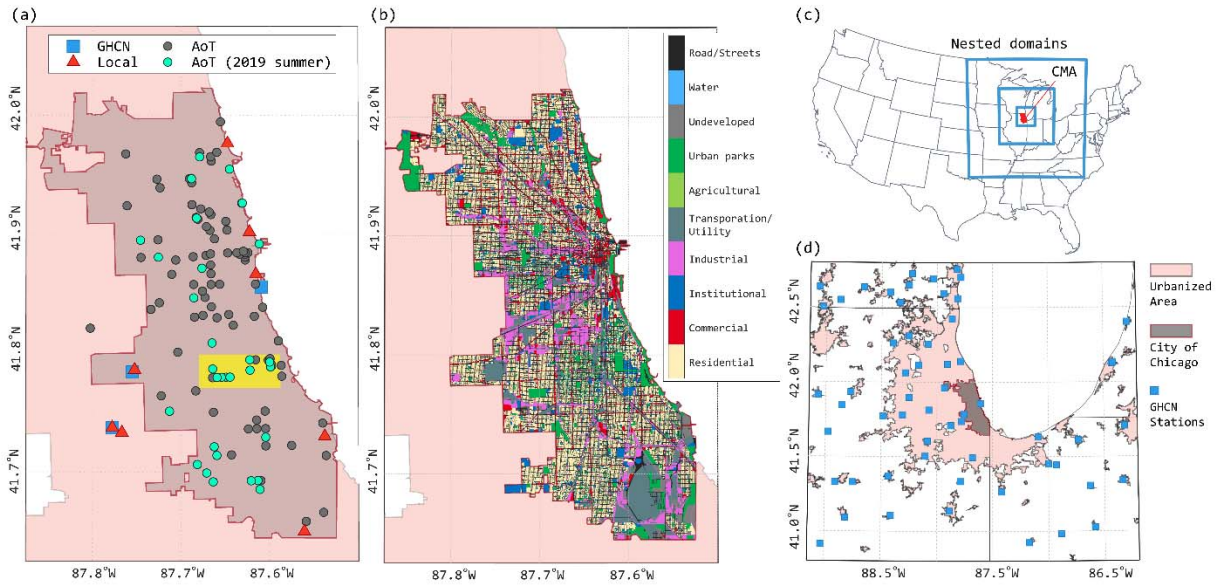 (a)
GHCN
AoT
Local
AoT (2019 summer)
42.0°N
41.9°N
41.8°N
41.7°N
87.8°W
87.7°W
87.6°W
(b)
Road/Streets
Water
Undeveloped
Urban parks
Agricultural
Transporation/
Utility
Industrial
Institutional
Commercial
Residential
42.0°N
41.9°N
41.8°N
41.7°N
87.8°W
87.7°W
87.6°W
(c)
Nested domains
CMA
(d)
42.5°N
42.0°N
41.5°N
41.0°N
88.5°W
87.5°W
86.5°W
Urbanized
Area
City of
Chicago
GHCN
Stations